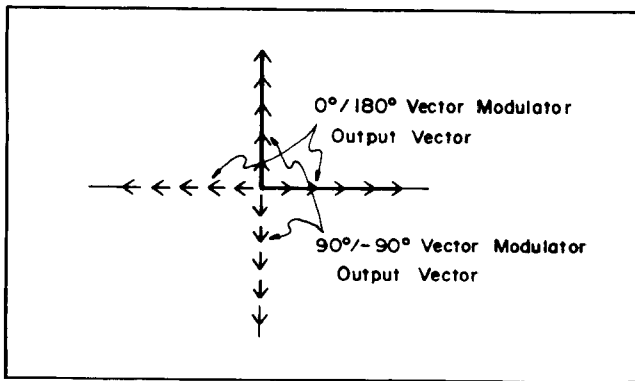 0°/180° Vector Modulator
Output Vector
90°/-90° Vector Modulator
Output Vector